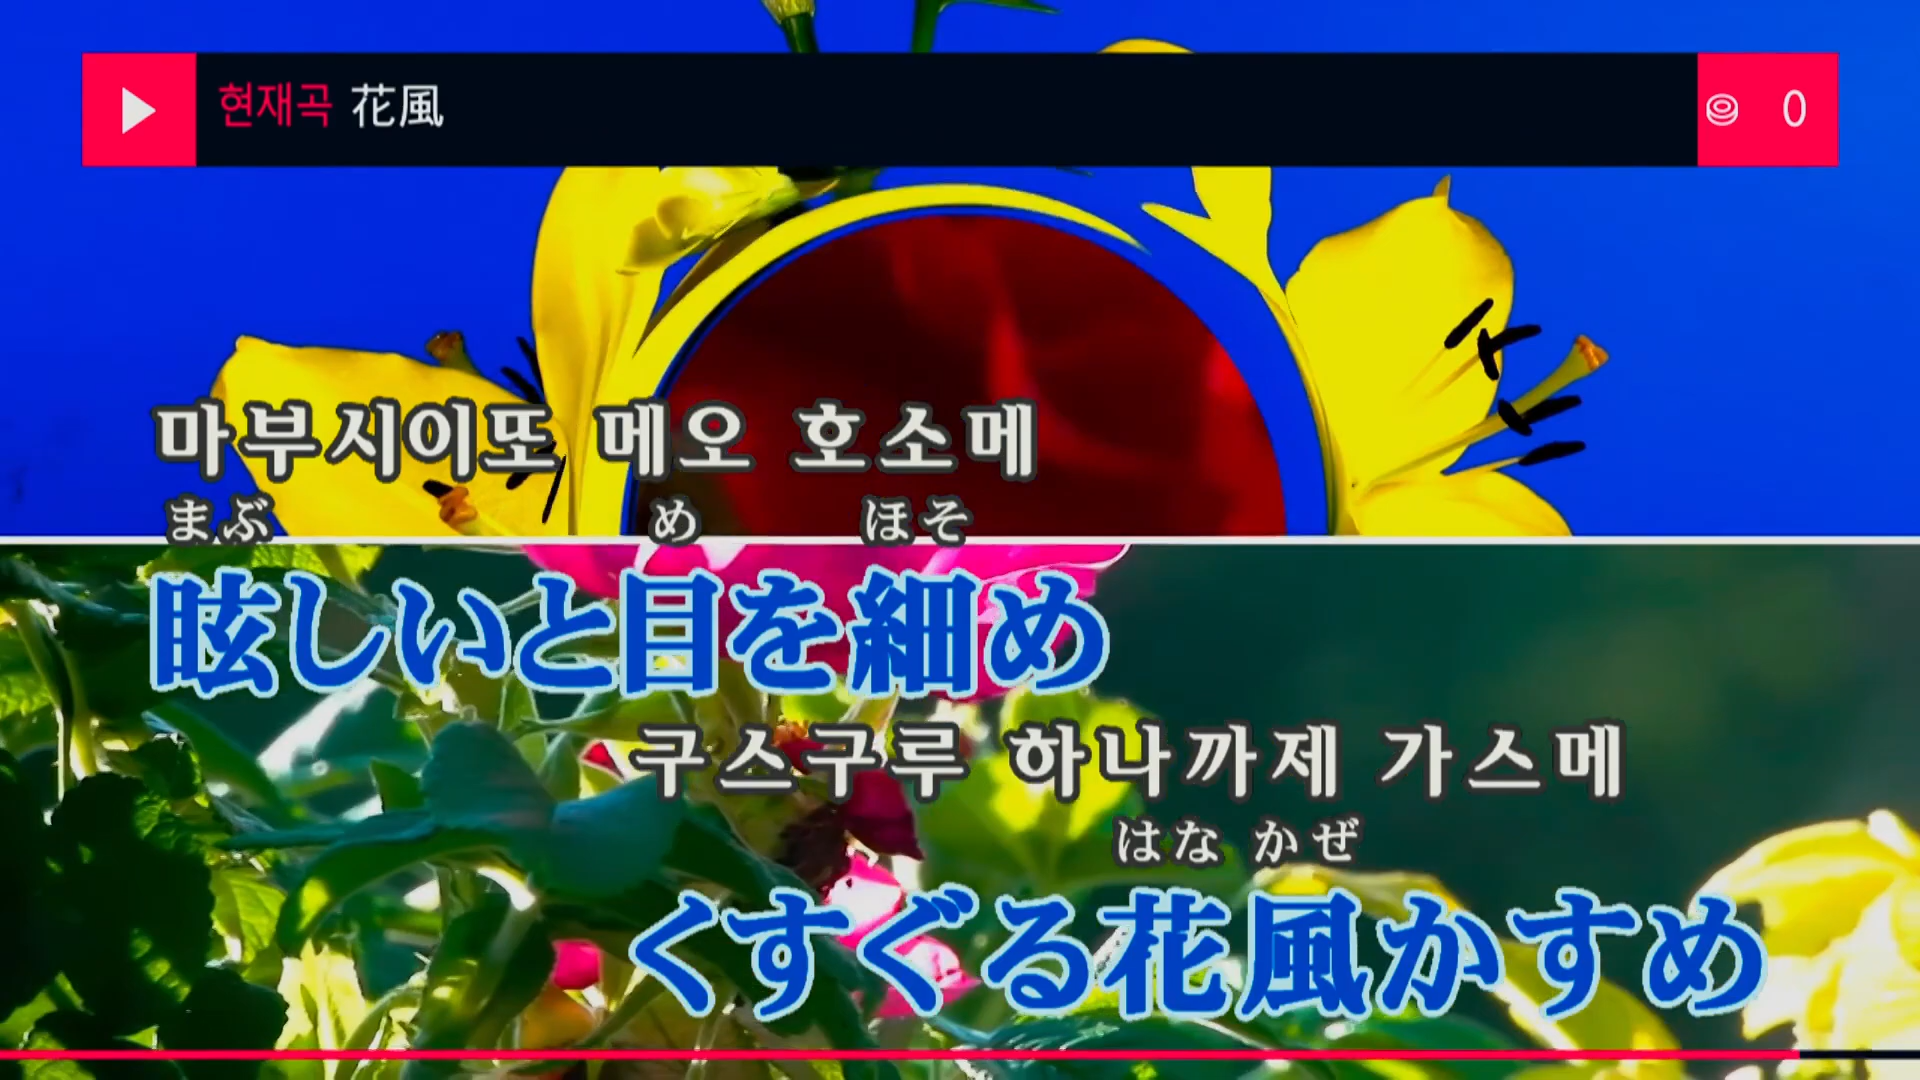 현재곡 花風
0
마부시이또 메오 호소메
まぶ め ほそ
眩しいと目を細め
구스구루 하나까제 가스메
はな かぜ
くすぐる花風かすめ